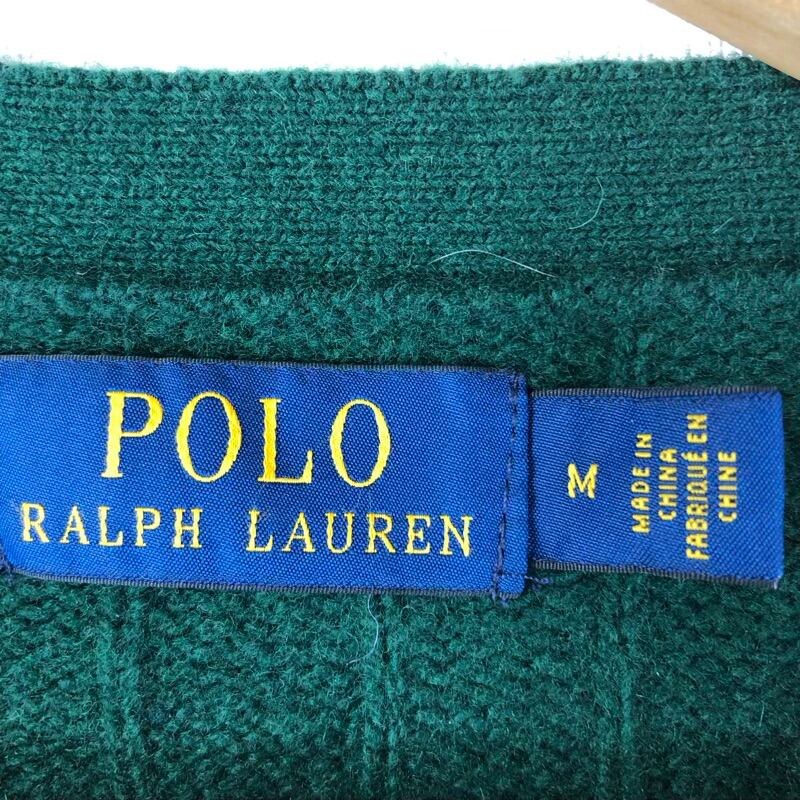 POLO
RALPH LAUREN
M
MADE IN
CHINA
FABRIQUÉ EN
CHINE